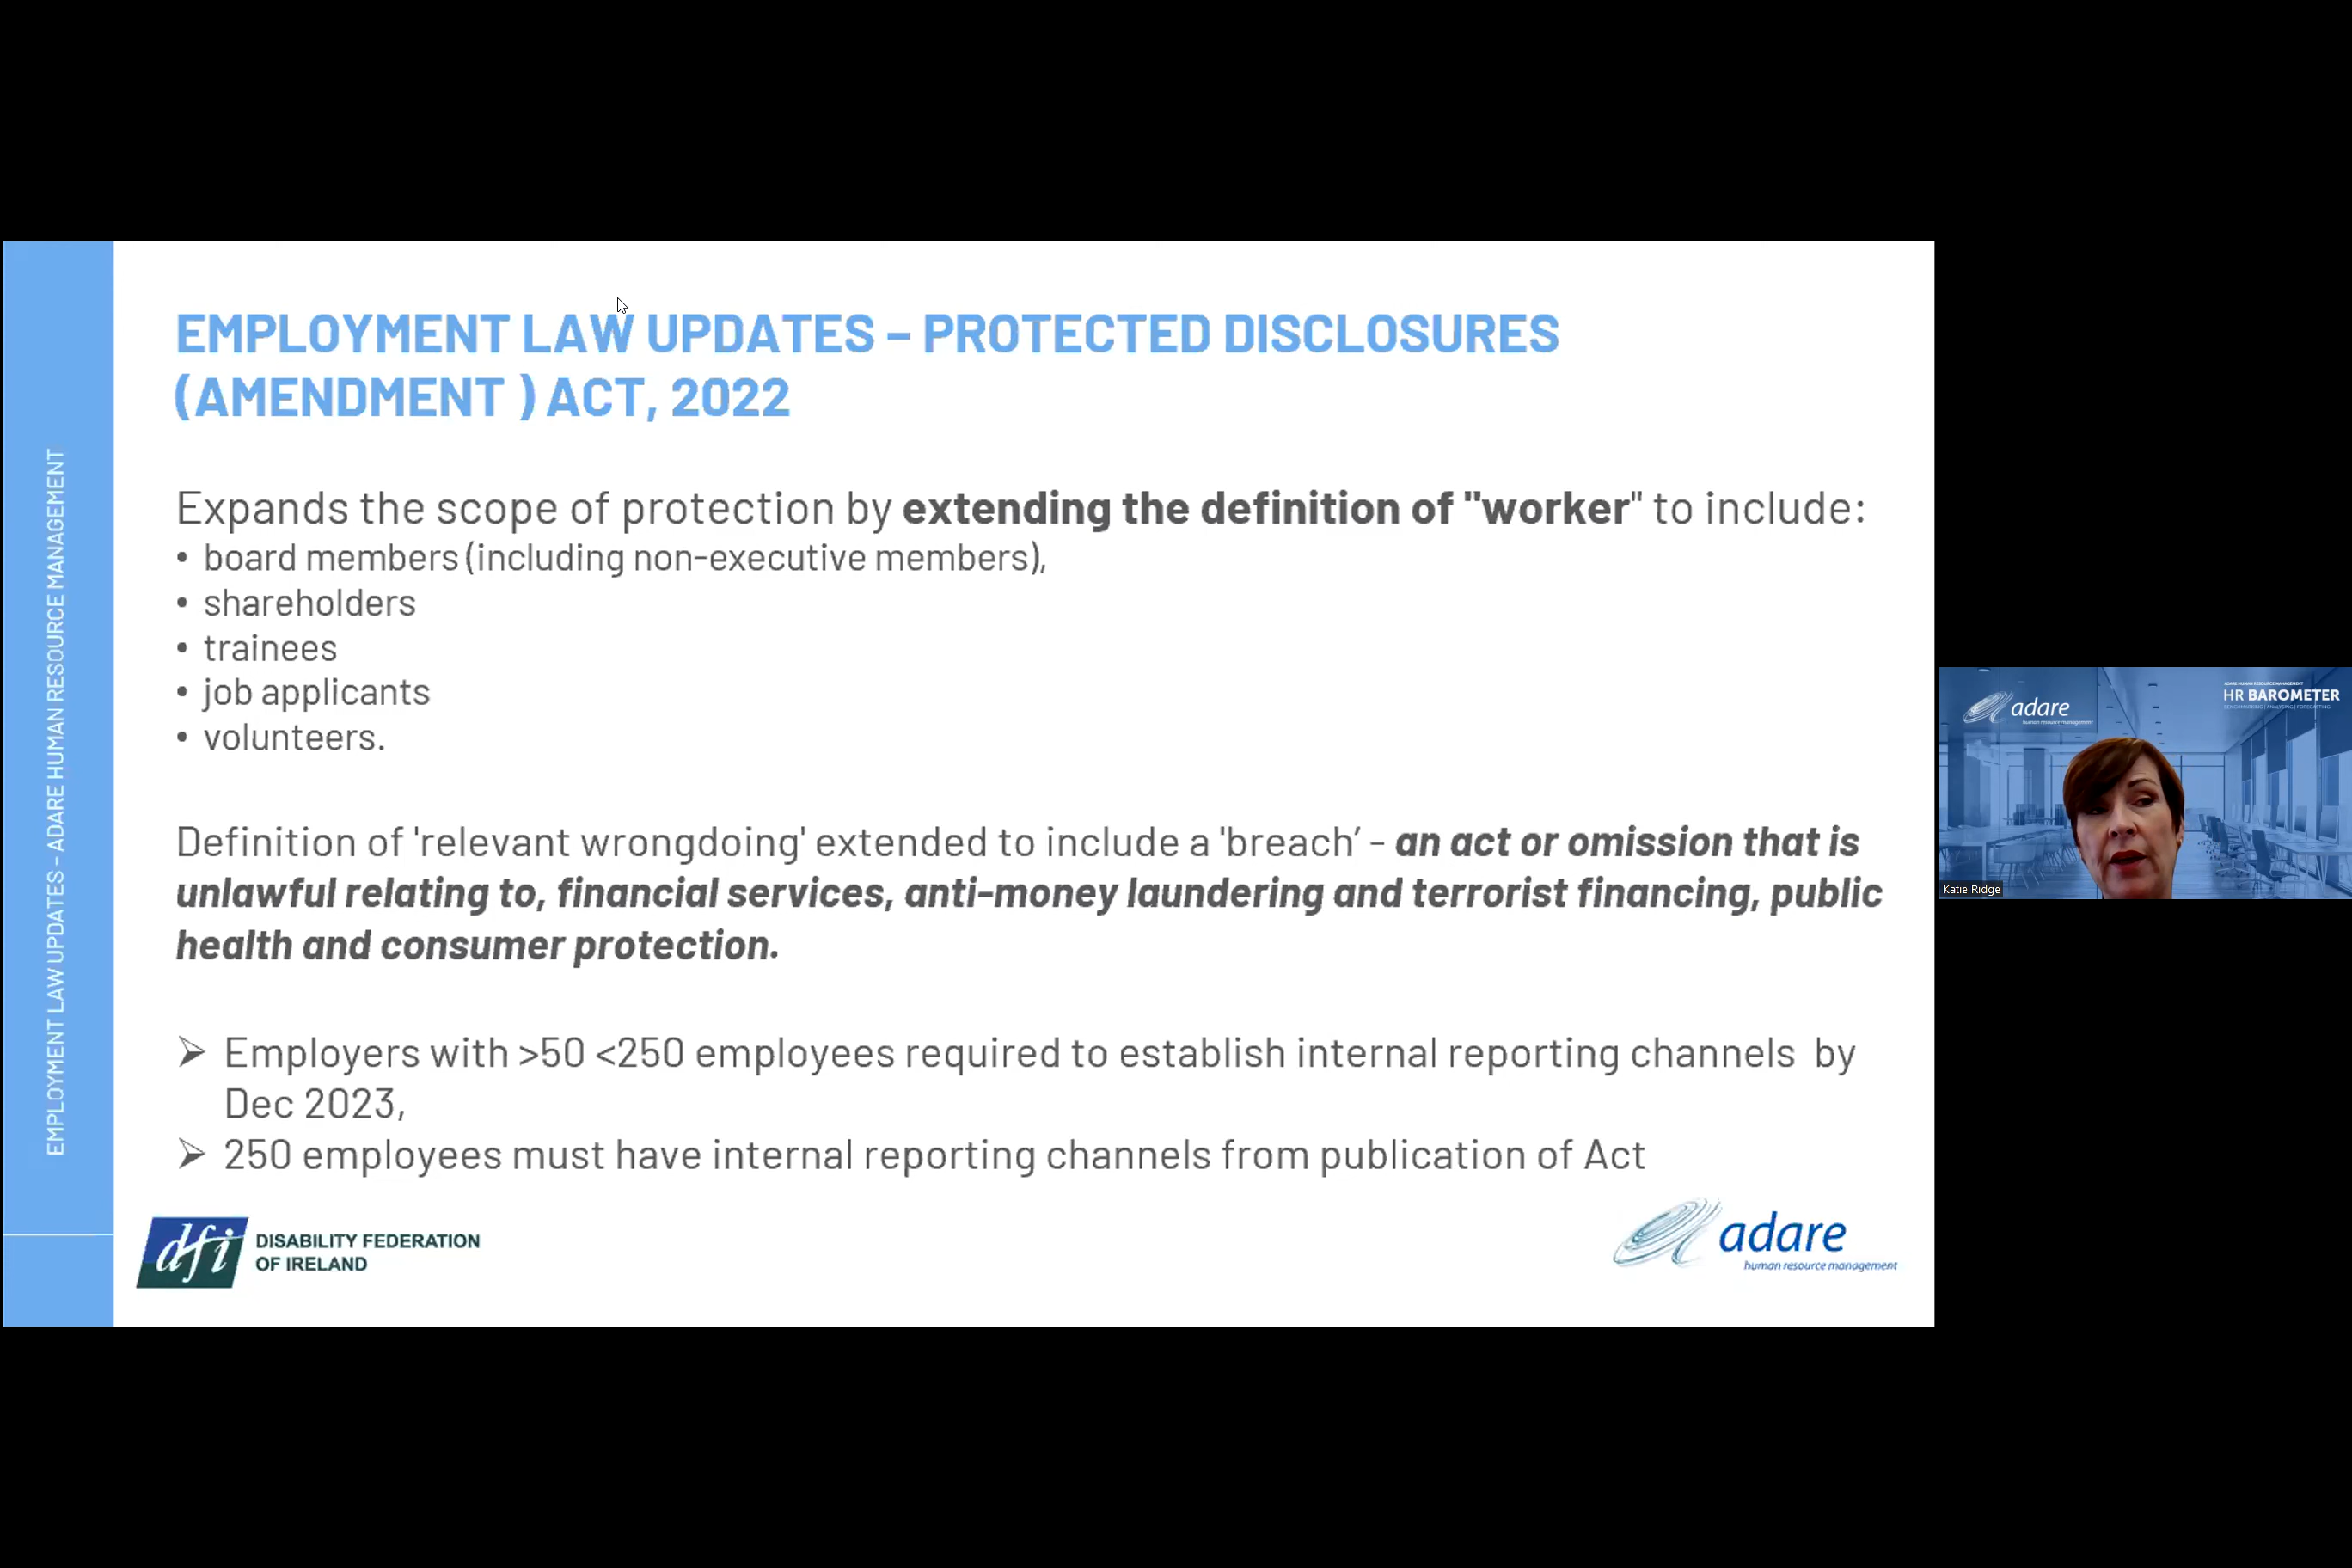 EMPLOYMENT LAW UPDATES – PROTECTED DISCLOSURES
(AMENDMENT ) ACT, 2022
Expands the scope of protection by extending the definition of "worker" to include:
• board members (including non-executive members),
• shareholders
• trainees
• job applicants
• volunteers.
Definition of 'relevant wrongdoing' extended to include a 'breach’ - an act or omission that is
unlawful relating to, financial services, anti-money laundering and terrorist financing, public
health and consumer protection.
➢ Employers with >50 <250 employees required to establish internal reporting channels by
Dec 2023,
➢ 250 employees must have internal reporting channels from publication of Act
EMPLOYMENT LAW UPDATES – ADARE HUMAN RESOURCE MANAGEMENT
dfi
DISABILITY FEDERATION
OF IRELAND
adare
human resource management
adare
human resource management
ADARE HUMAN RESOURCE MANAGEMENT
HR BAROMETER
BENCHMARKING | ANALYSING | FORECASTING
Katie Ridge